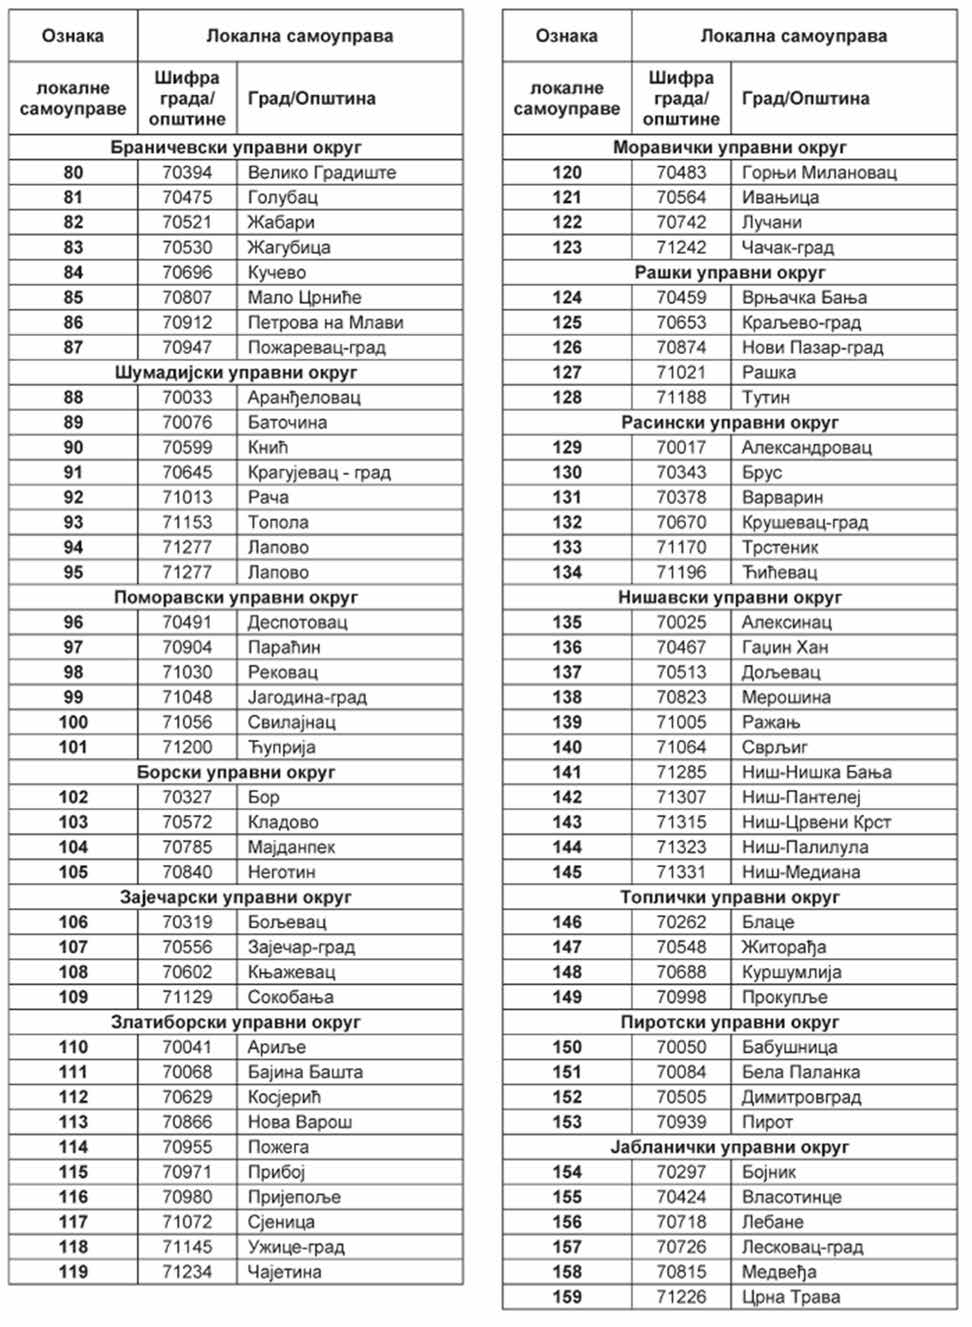 Ознака Локална самоуправа
локалне самоуправе Шифра града/ општине Град/Општина
Браничевски управни округ
80 70394 Велико Градиште
81 70475 Голубац
82 70521 Жабари
83 70530 Жагубица
84 70696 Кучево
85 70807 Мало Црниће
86 70912 Петрова на Млави
87 70947 Пожаревац-град
Шумадијски управни округ
88 70033 Аранђеловац
89 70076 Баточина
90 70599 Кнић
91 70645 Крагујевац - град
92 71013 Рача
93 71153 Топола
94 71277 Лапово
95 71277 Лапово
Поморавски управни округ
96 70491 Деспотовац
97 70904 Параћин
98 71030 Рековац
99 71048 Јагодина-град
100 71056 Свилајнац
101 71200 Ћуприја
Борски управни округ
102 70327 Бор
103 70572 Кладово
104 70785 Мајданпек
105 70840 Неготин
Зајечарски управни округ
106 70319 Бољевац
107 70556 Зајечар-град
108 70602 Књажевац
109 71129 Сокобања
Златиборски управни округ
110 70041 Ариље
111 70068 Бајина Башта
112 70629 Косјерић
113 70866 Нова Варош
114 70955 Пожега
115 70971 Прибој
116 70980 Пријепоље
117 71072 Сјеница
118 71145 Ужице-град
119 71234 Чајетина
Ознака Локална самоуправа
локалне самоуправе Шифра града/ општине Град/Општина
Моравички управни округ
120 70483 Горњи Милановац
121 70564 Ивањица
122 70742 Лучани
123 71242 Чачак-град
Рашки управни округ
124 70459 Врњачка Бања
125 70653 Краљево-град
126 70874 Нови Пазар-град
127 71021 Рашка
128 71188 Тутин
Расински управни округ
129 70017 Александровац
130 70343 Брус
131 70378 Варварин
132 70670 Крушевац-град
133 71170 Трстеник
134 71196 Ћићевац
Нишавски управни округ
135 70025 Алексинац
136 70467 Гаџин Хан
137 70513 Дољевац
138 70823 Мерошина
139 71005 Ражањ
140 71064 Сврљиг
141 71285 Ниш-Нишка Бања
142 71307 Ниш-Пантелеј
143 71315 Ниш-Црвени Крст
144 71323 Ниш-Палилула
145 71331 Ниш-Медиана
Топлички управни округ
146 70262 Блаце
147 70548 Житорађа
148 70688 Куршумлија
149 70998 Прокупље
Пиротски управни округ
150 70050 Бабушница
151 70084 Бела Паланка
152 70505 Димитровград
153 70939 Пирот
Јабланички управни округ
154 70297 Бојник
155 70424 Власотинце
156 70718 Лебане
157 70726 Лесковац-град
158 70815 Медвеђа
159 71226 Црна Трава